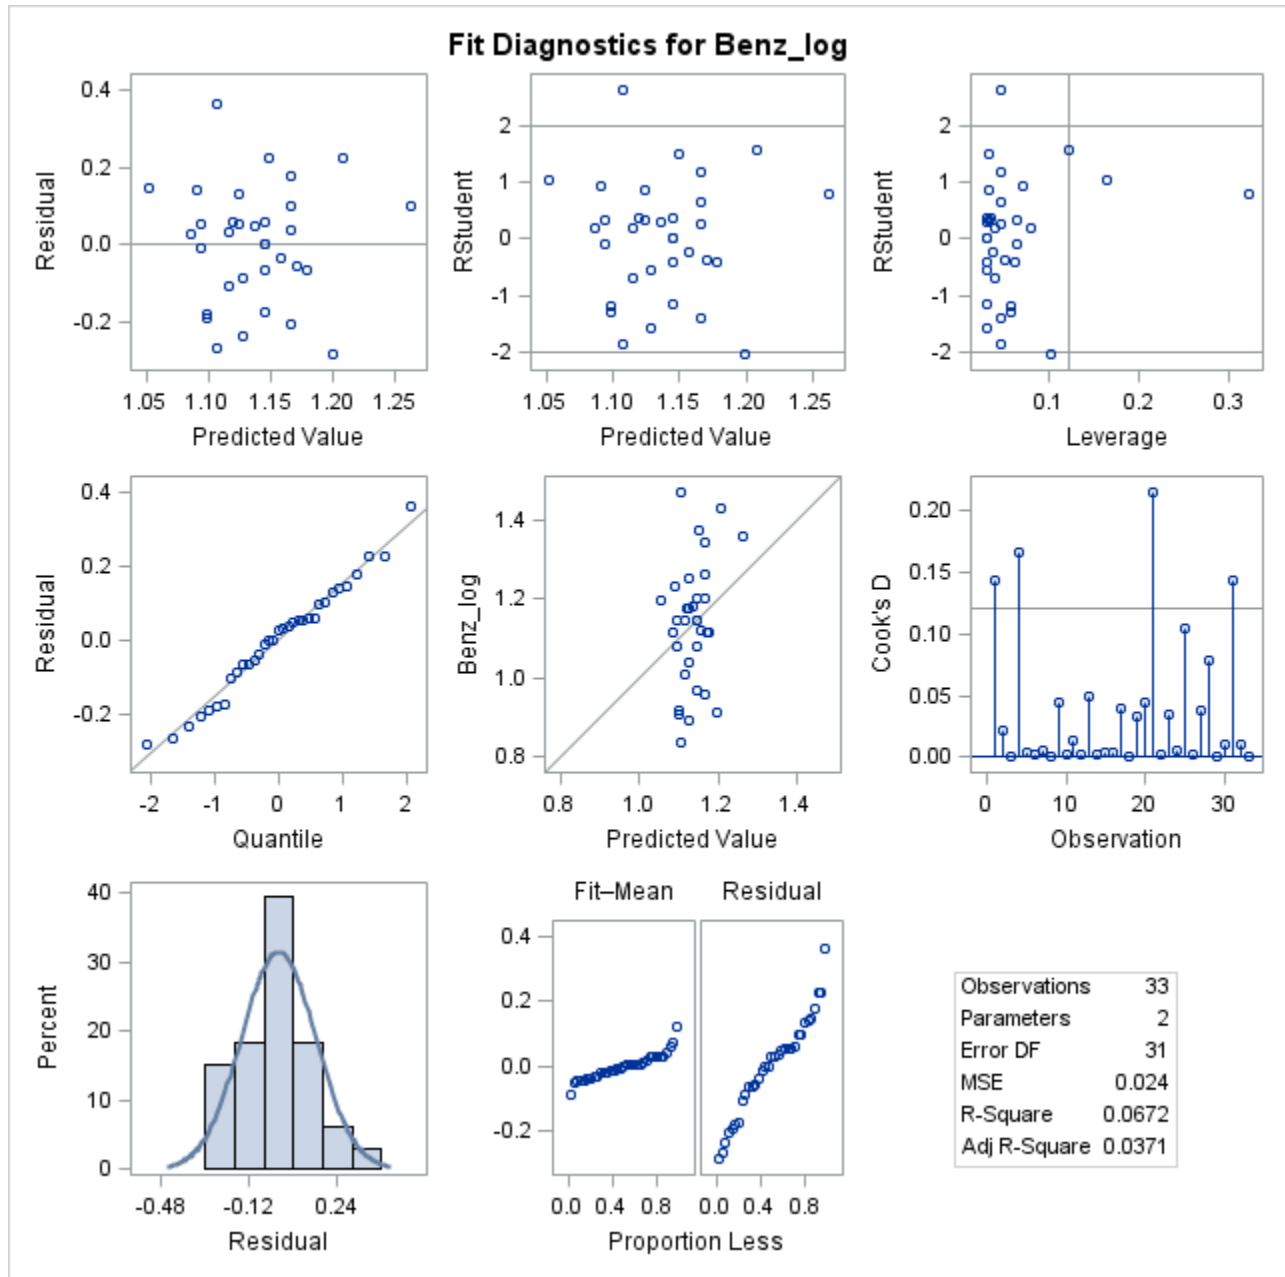 Fit Diagnostics for Benz_log
Residual
0.4
0.2
0.0
-0.2
1.05 1.10 1.15 1.20 1.25
Predicted Value
RStudent
2
1
0
-1
-2
1.05 1.10 1.15 1.20 1.25
Predicted Value
RStudent
2
1
0
-1
-2
0.1 0.2 0.3
Leverage
Residual
0.4
0.2
0.0
-0.2
-2 -1 0 1 2
Quantile
Benz_log
1.4
1.2
1.0
0.8
0.8 1.0 1.2 1.4
Predicted Value
Cook's D
0.20
0.15
0.10
0.05
0.00
0 10 20 30
Observation
Percent
40
30
20
10
0
-0.48 -0.12 0.24
Residual
Fit–Mean Residual
0.4
0.2
0.0
-0.2
0.0 0.4 0.8 0.0 0.4 0.8
Proportion Less
Observations 33
Parameters 2
Error DF 31
MSE 0.024
R-Square 0.0672
Adj R-Square 0.0371